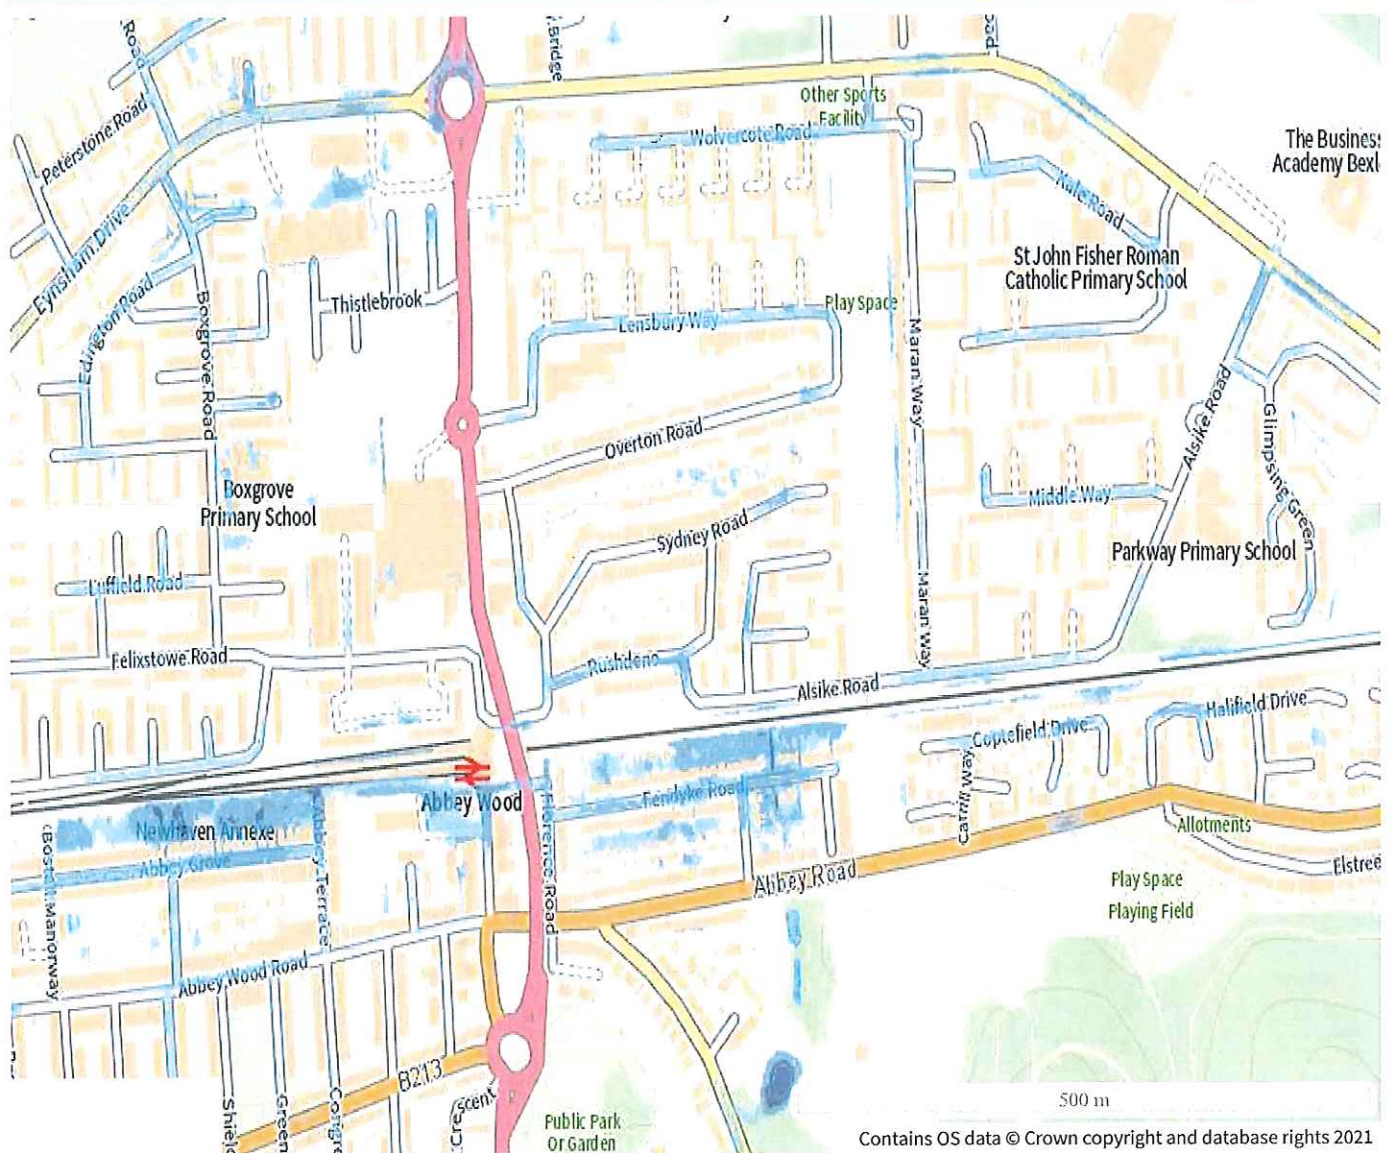 Road
Bridge
Peterstone Road
Other Sports
Facility
Wolvercote Road
The Business
Academy Bexl
Yale Road
Eynsham Drive
St John Fisher Roman
Catholic Primary School
Edington Road
Boxgrove Road
Thistlebrook
Play Space
Lensbury Way
Maran Way
Alsike Road
Glimpsing Green
Overton Road
Boxgrove
Primary School
Middle Way
Sydney Road
Parkway Primary School
Luffield Road
Maran Way
Felixstowe Road
Rushdene
Alsike Road
Halifield Drive
Coptefield Drive
Catmil Way
Abbey Wood
Fendyke Road
Newhaven Annexe
Abbey Grove
Abbey Terrace
Florence Road
Bostall Manorway
Allotments
Elstree
Abbey Road
Play Space
Playing Field
Abbey Wood Road
B213
Crescent
500 m
Public Park
Or Garden
Contains OS data © Crown copyright and database rights 2021